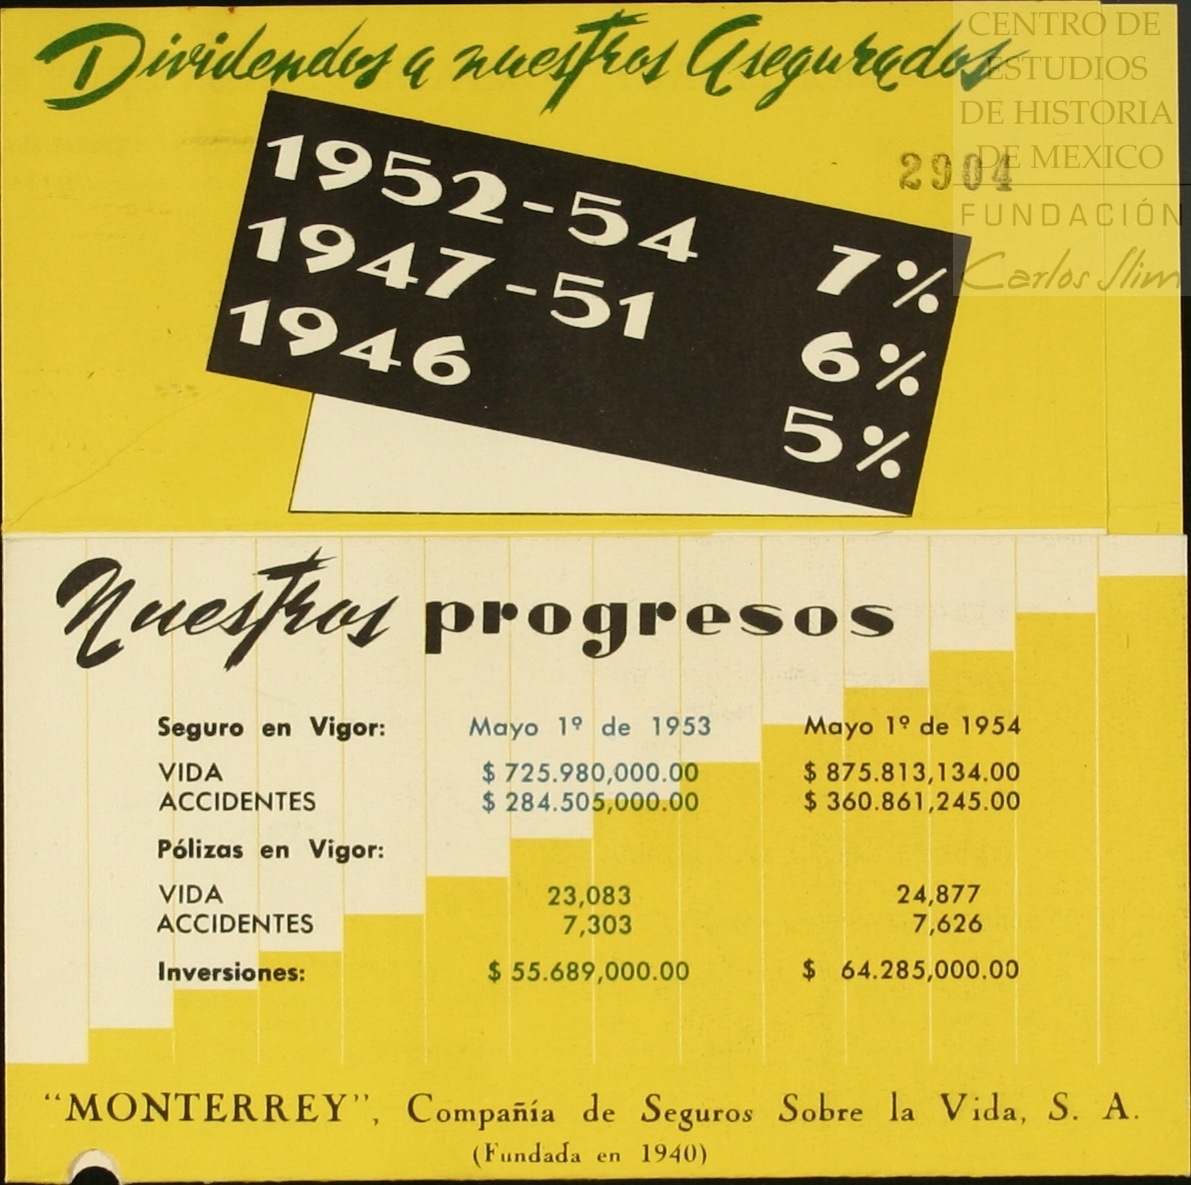 Dividendos a nuestros Asegurados
CENTRO DE
ESTUDIOS
DE HISTORIA
DE MEXICO
FUNDACIÓN
Carlos Slim
2904
1952-54 7%
1947-51 6%
1946 5%
Nuestros progresos
Seguro en Vigor: Mayo 1º de 1953 Mayo 1º de 1954
VIDA $ 725.980,000.00 $ 875.813,134.00
ACCIDENTES $ 284.505,000.00 $ 360.861,245.00
Pólizas en Vigor:
VIDA 23,083 24,877
ACCIDENTES 7,303 7,626
Inversiones: $ 55.689,000.00 $ 64.285,000.00
“MONTERREY”, Compañía de Seguros Sobre la Vida, S. A.
(Fundada en 1940)